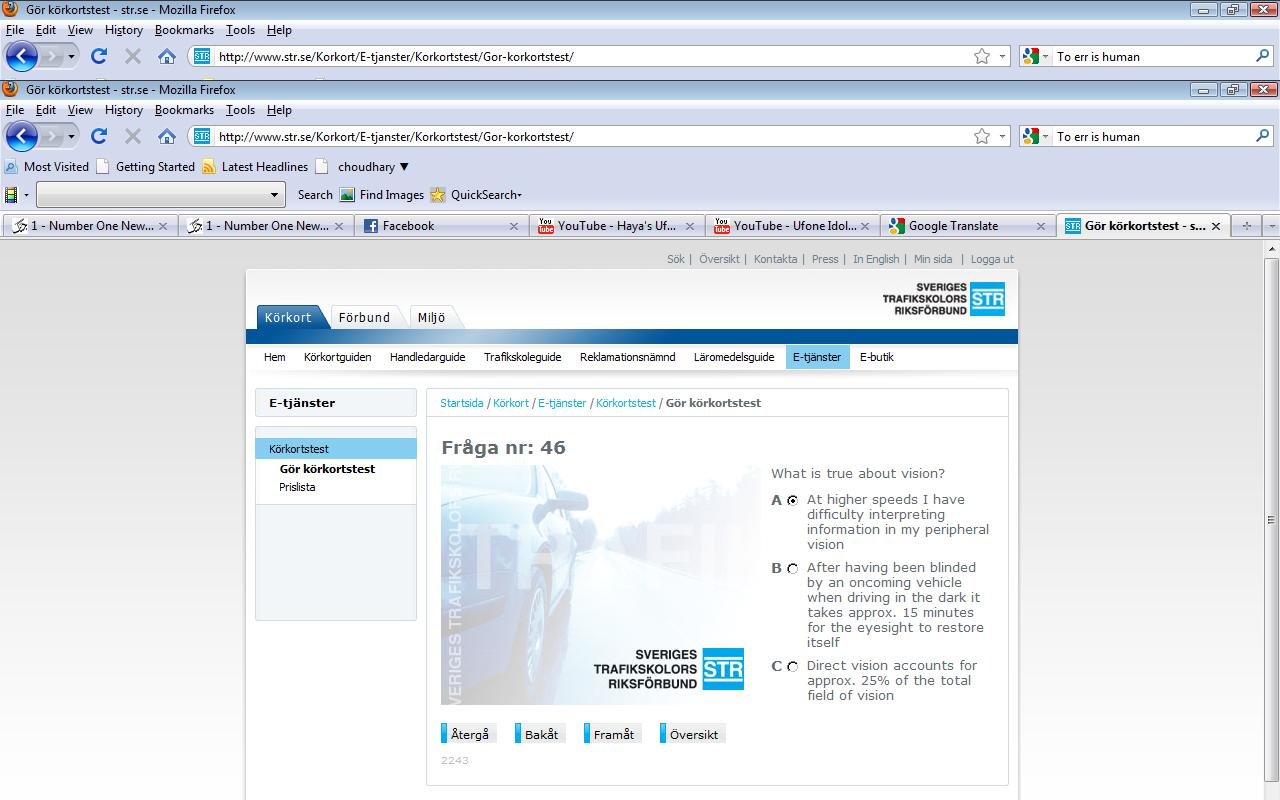 Gör körkortstest - str.se - Mozilla Firefox
File Edit View History Bookmarks Tools Help
STR http://www.str.se/Korkort/E-tjanster/Korkortstest/Gor-korkortstest/ To err is human
Gör körkortstest - str.se - Mozilla Firefox
File Edit View History Bookmarks Tools Help
STR http://www.str.se/Korkort/E-tjanster/Korkortstest/Gor-korkortstest/ To err is human
Most Visited Getting Started Latest Headlines choudhary ▼
Search Find Images QuickSearch
1 - Number One New... 1 - Number One New... Facebook YouTube - Haya's Uf... YouTube - Ufone Idol... Google Translate Gör körkortstest - s...
Sök | Översikt | Kontakta | Press | In English | Min sida | Logga ut
SVERIGES
TRAFIKSKOLORS STR
RIKSFÖRBUND
Körkort Förbund Miljö
Hem Körkortguiden Handledarguide Trafikskoleguide Reklamationsnämnd Läromedelsguide E-tjänster E-butik
E-tjänster
Körkortstest
Gör körkortstest
Prislista
Startsida / Körkort / E-tjänster / Körkortstest / Gör körkortstest
Fråga nr: 46
VERIGES TRAFIKSKOLOR
TRAFIK
SVERIGES
TRAFIKSKOLORS STR
RIKSFÖRBUND
What is true about vision?
A At higher speeds I have
difficulty interpreting
information in my peripheral
vision
B After having been blinded
by an oncoming vehicle
when driving in the dark it
takes approx. 15 minutes
for the eyesight to restore
itself
C Direct vision accounts for
approx. 25% of the total
field of vision
Återgå Bakåt Framåt Översikt
2243